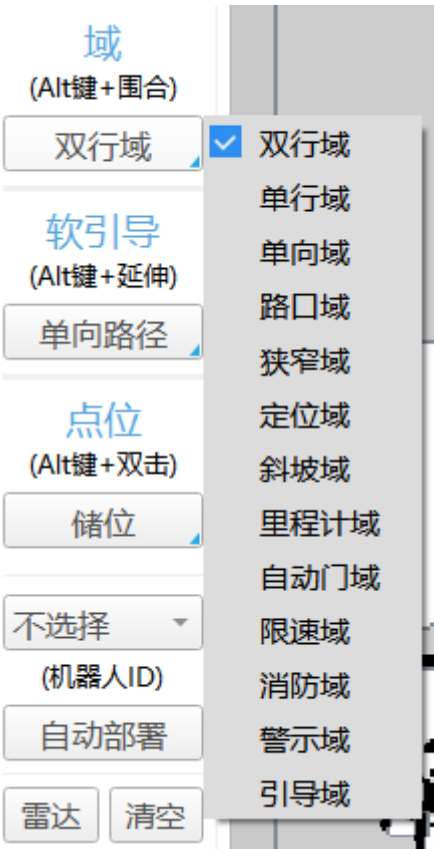 域
(Alt键+围合)
双行域
软引导
(Alt键+延伸)
单向路径
点位
(Alt键+双击)
储位
不选择
(机器人ID)
自动部署
雷达 清空
双行域
单行域
单向域
路口域
狭窄域
定位域
斜坡域
里程计域
自动门域
限速域
消防域
警示域
引导域